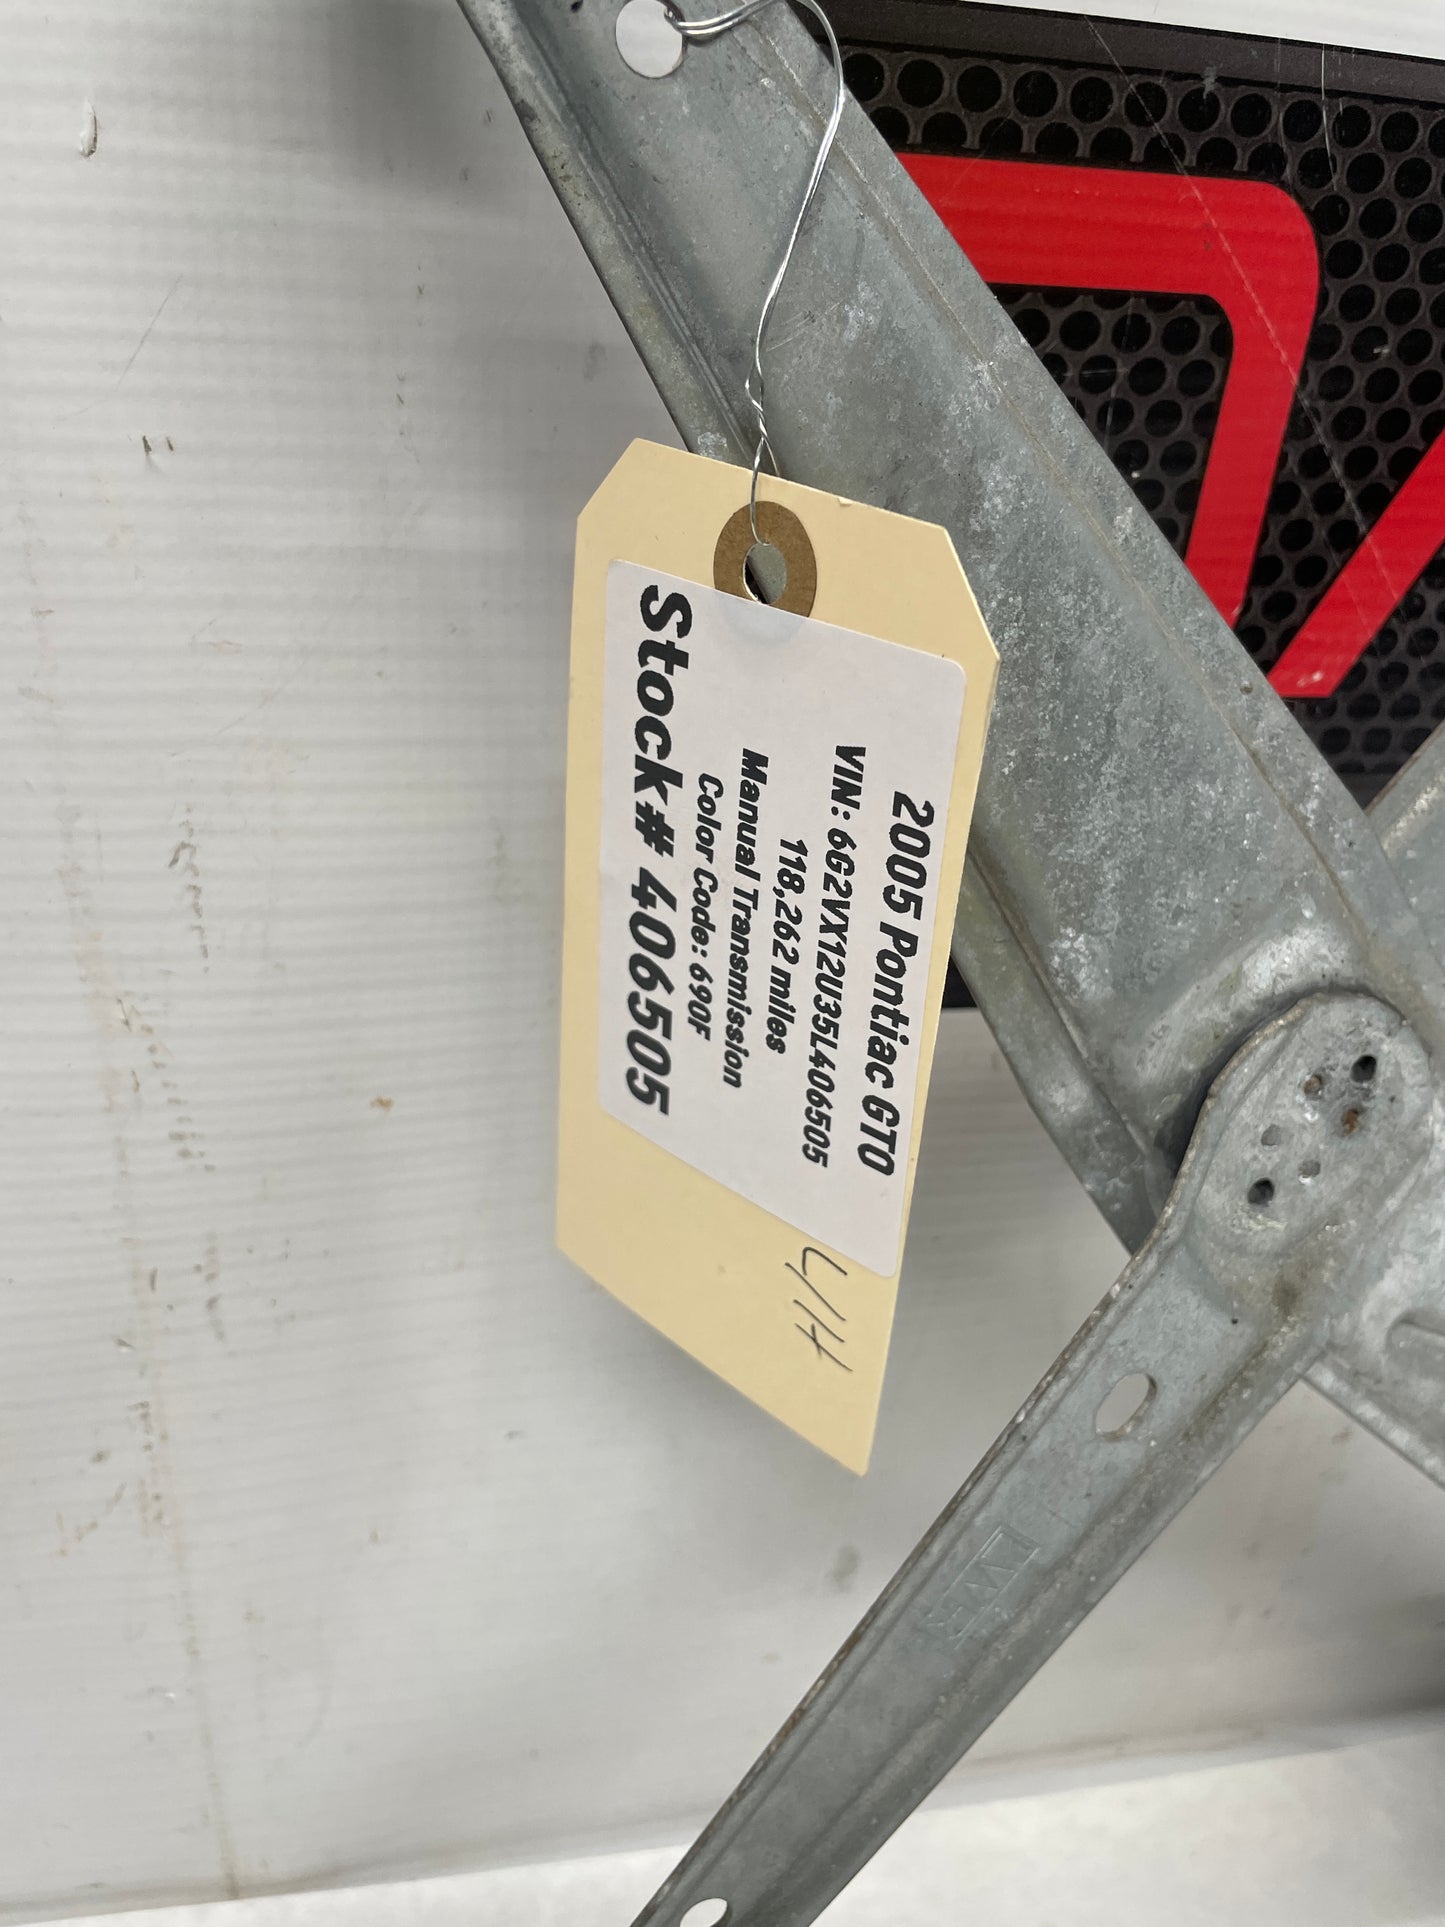 2005 Pontiac GTO
VIN: 6G2VX12U35L406505
118,262 miles
Manual Transmission
Color Code: 690F
Stock# 406505
L/H